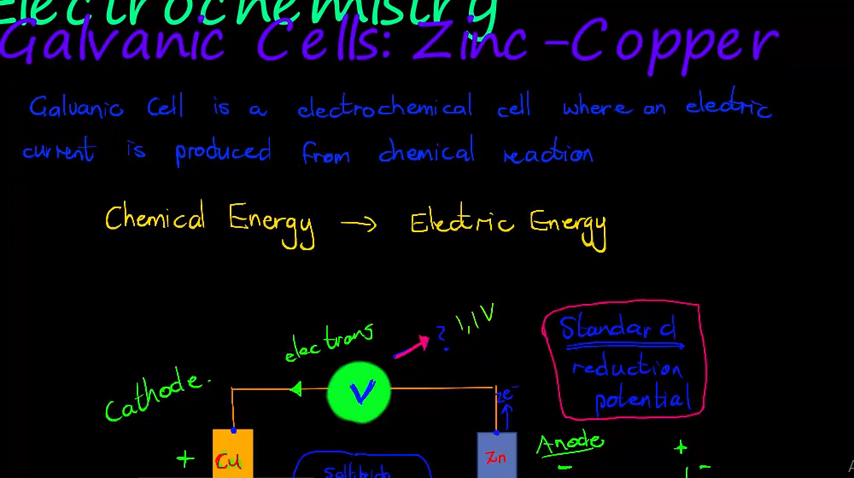 Electrochemistry
Galvanic Cells: Zinc-Copper
Galvanic Cell is a electrochemical cell where an electric
current is produced from chemical reaction
Chemical Energy → Electric Energy
electrons
? 1,1V
Standard
reduction
potential
Cathode.
V
2e-
Anode
+
Cu
Zn
-
+
-